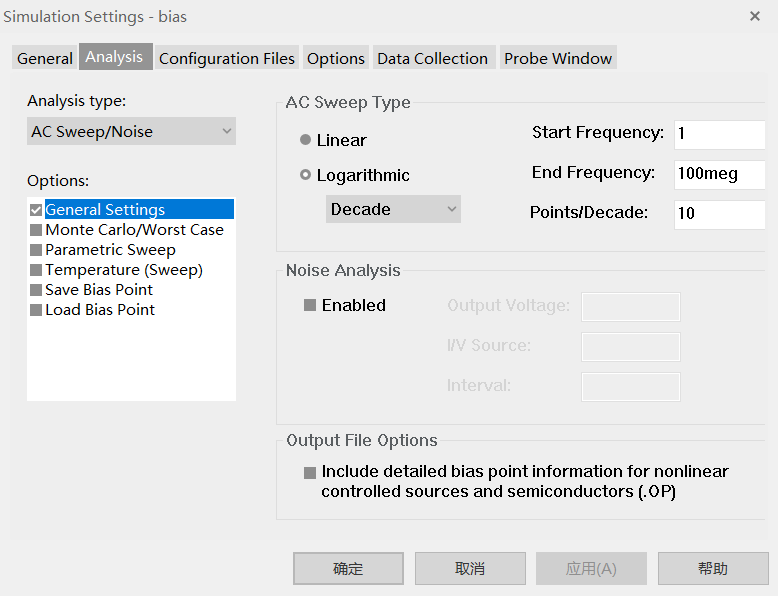 Simulation Settings - bias
General Analysis Configuration Files Options Data Collection Probe Window
Analysis type:
AC Sweep/Noise
Options:
General Settings
Monte Carlo/Worst Case
Parametric Sweep
Temperature (Sweep)
Save Bias Point
Load Bias Point
AC Sweep Type
Linear
Logarithmic
Decade
Start Frequency: 1
End Frequency: 100meg
Points/Decade: 10
Noise Analysis
Enabled
Output Voltage:
I/V Source:
Interval:
Output File Options
Include detailed bias point information for nonlinear
controlled sources and semiconductors (.OP)
确定 取消 应用(A) 帮助